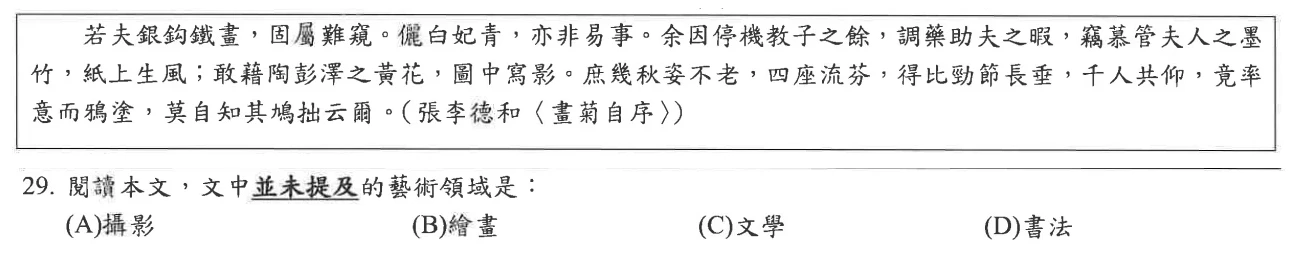 若夫銀鈎鐵畫，固屬難窺。儷白妃青，亦非易事。余因停機教子之餘，調藥助夫之暇，竊慕管夫人之墨
竹，紙上生風；敢藉陶彭澤之黃花，圖中寫影。庶幾秋姿不老，四座流芬，得比勁節長垂，千人共仰，竟率
意而鴉塗，莫自知其鳩拙云爾。(張李德和〈畫菊自序〉)
29. 閱讀本文，文中並未提及的藝術領域是：
(A)攝影 (B)繪畫 (C)文學 (D)書法